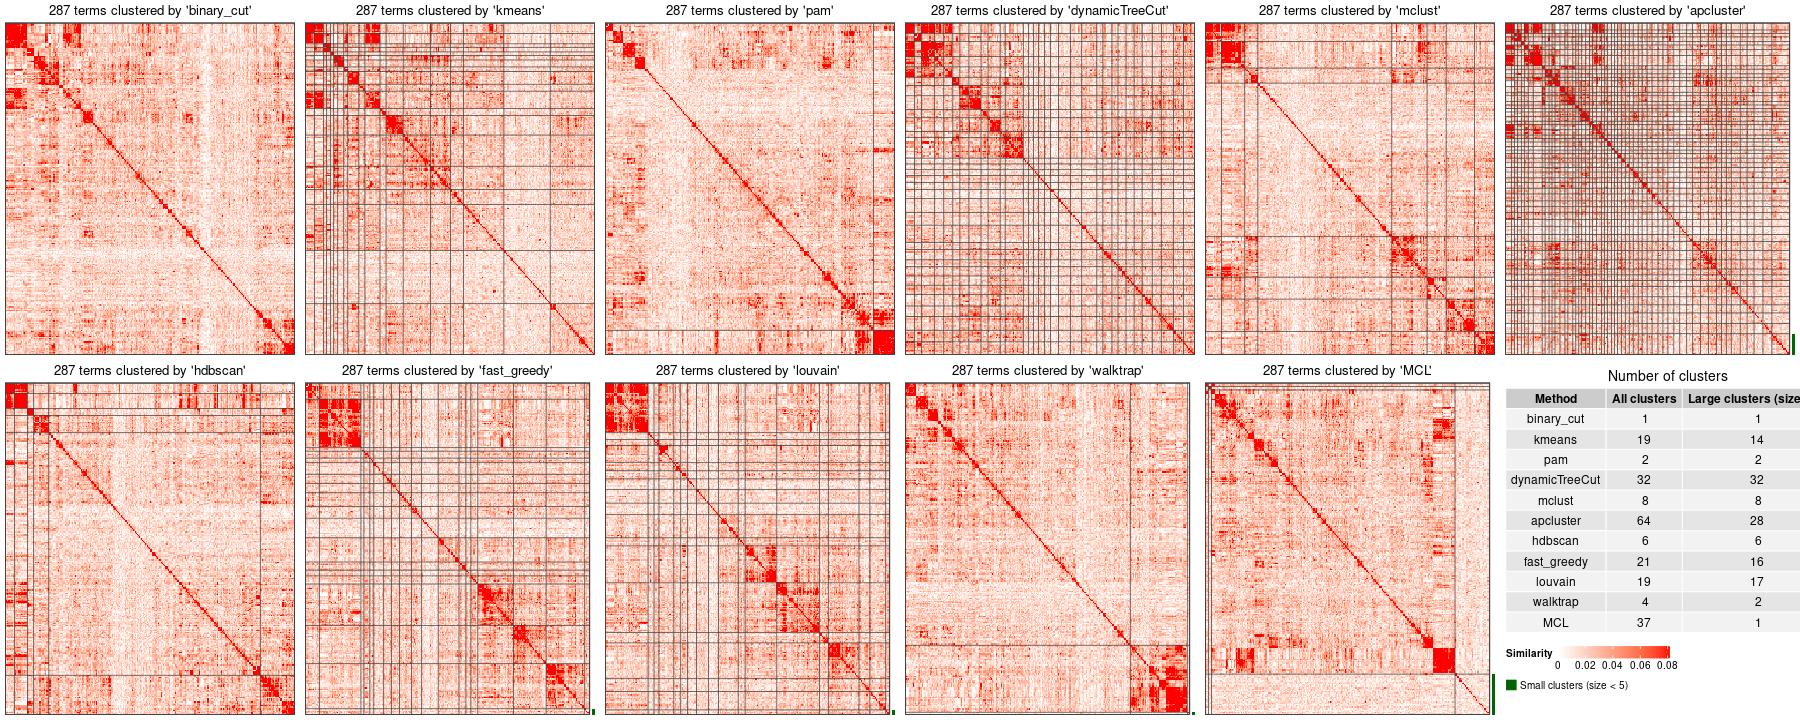 287 terms clustered by 'binary_cut'
287 terms clustered by 'kmeans'
287 terms clustered by 'pam'
287 terms clustered by 'dynamicTreeCut'
287 terms clustered by 'mclust'
287 terms clustered by 'apcluster'
287 terms clustered by 'hdbscan'
287 terms clustered by 'fast_greedy'
287 terms clustered by 'louvain'
287 terms clustered by 'walktrap'
287 terms clustered by 'MCL'
Number of clusters
Method All clusters Large clusters (size
binary_cut 1 1
kmeans 19 14
pam 2 2
dynamicTreeCut 32 32
mclust 8 8
apcluster 64 28
hdbscan 6 6
fast_greedy 21 16
louvain 19 17
walktrap 4 2
MCL 37 1
Similarity
0 0.02 0.04 0.06 0.08
Small clusters (size < 5)